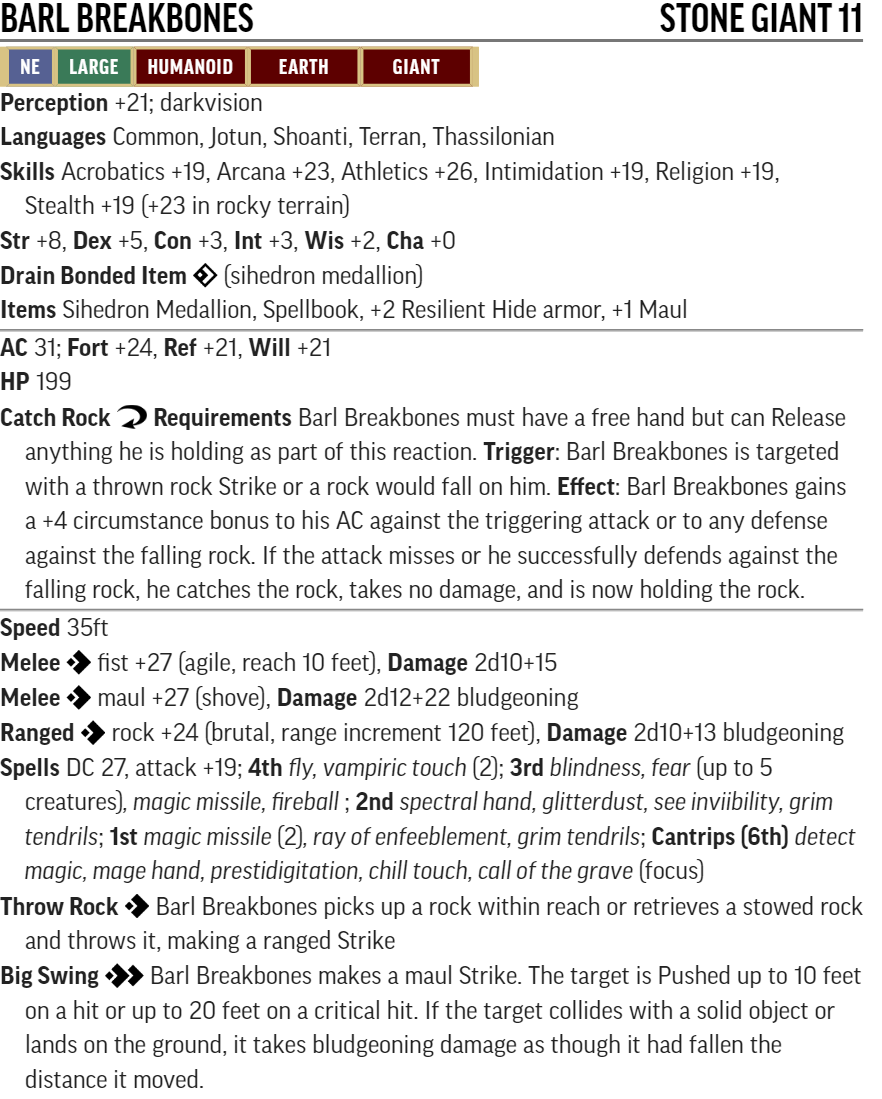 BARL BREAKBONES STONE GIANT 11
NE LARGE HUMANOID EARTH GIANT
Perception +21; darkvision
Languages Common, Jotun, Shoanti, Terran, Thassilonian
Skills Acrobatics +19, Arcana +23, Athletics +26, Intimidation +19, Religion +19,
Stealth +19 (+23 in rocky terrain)
Str +8, Dex +5, Con +3, Int +3, Wis +2, Cha +0
Drain Bonded Item (sihedron medallion)
Items Sihedron Medallion, Spellbook, +2 Resilient Hide armor, +1 Maul
AC 31; Fort +24, Ref +21, Will +21
HP 199
Catch Rock Requirements Barl Breakbones must have a free hand but can Release
anything he is holding as part of this reaction. Trigger: Barl Breakbones is targeted
with a thrown rock Strike or a rock would fall on him. Effect: Barl Breakbones gains
a +4 circumstance bonus to his AC against the triggering attack or to any defense
against the falling rock. If the attack misses or he successfully defends against the
falling rock, he catches the rock, takes no damage, and is now holding the rock.
Speed 35ft
Melee fist +27 (agile, reach 10 feet), Damage 2d10+15
Melee maul +27 (shove), Damage 2d12+22 bludgeoning
Ranged rock +24 (brutal, range increment 120 feet), Damage 2d10+13 bludgeoning
Spells DC 27, attack +19; 4th fly, vampiric touch (2); 3rd blindness, fear (up to 5
creatures), magic missile, fireball ; 2nd spectral hand, glitterdust, see inviibility, grim
tendrils; 1st magic missile (2), ray of enfeeblement, grim tendrils; Cantrips (6th) detect
magic, mage hand, prestidigitation, chill touch, call of the grave (focus)
Throw Rock Barl Breakbones picks up a rock within reach or retrieves a stowed rock
and throws it, making a ranged Strike
Big Swing Barl Breakbones makes a maul Strike. The target is Pushed up to 10 feet
on a hit or up to 20 feet on a critical hit. If the target collides with a solid object or
lands on the ground, it takes bludgeoning damage as though it had fallen the
distance it moved.